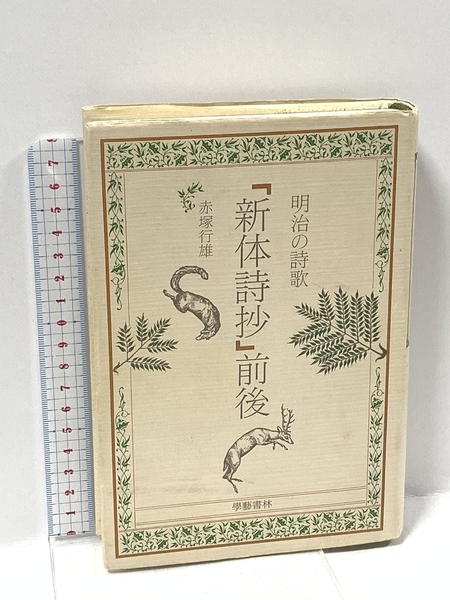 明治の詩歌
『新体詩抄』前後
赤塚行雄
學藝書林